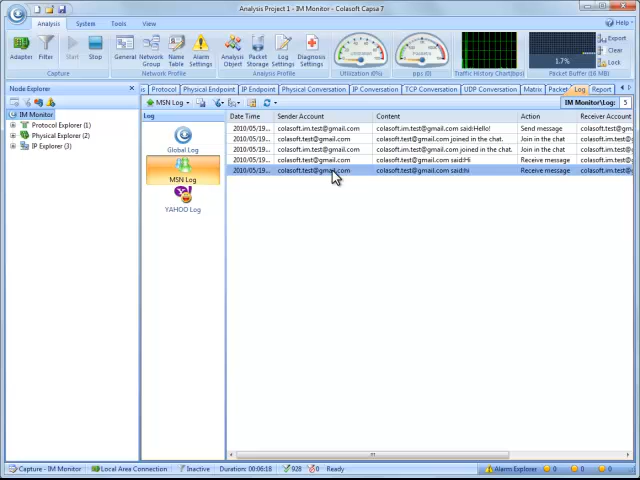 Analysis Project 1 - IM Monitor - Colasoft Capsa 7
Analysis System Tools View Help
Adapter Filter Start Stop General Network Group Name Table Alarm Settings Analysis Object Packet Storage Log Settings Diagnosis Settings Export Clear Lock
1.7%
Capture Network Profile Analysis Profile Utilization (%) pps Traffic History Chart(bps) Packet Buffer (16 MB)
Node Explorer
Protocol Physical Endpoint IP Endpoint Physical Conversation IP Conversation TCP Conversation UDP Conversation Matrix Packet Log Report
MSN Log IM Monitor\Log: 5
IM Monitor
Protocol Explorer (1)
Physical Explorer (2)
IP Explorer (3)
Log
Global Log
MSN Log
YAHOO Log
Date Time Sender Account Content Action Receiver Account
2010/05/19... colasoft.test@gmail.com colasoft.im.test@gmail.com said:Hello! Send message colasoft.test@g
2010/05/19... colasoft.test@gmail.com colasoft.im.test@gmail.com joined in the chat. Join in the chat colasoft.im.te
2010/05/19... colasoft.test@gmail.com colasoft.im.test@gmail.com joined in the chat. Join in the chat colasoft.im.te
2010/05/19... colasoft.test@gmail.com colasoft.im.test@gmail.com said:Hi Receive message colasoft.im.te
2010/05/19... colasoft.test@gmail.com colasoft.im.test@gmail.com said:hi Receive message colasoft.im.te
Capture - IM Monitor Local Area Connection Inactive Duration: 00:06:18 928 0 Ready Alarm Explorer 0 0 0